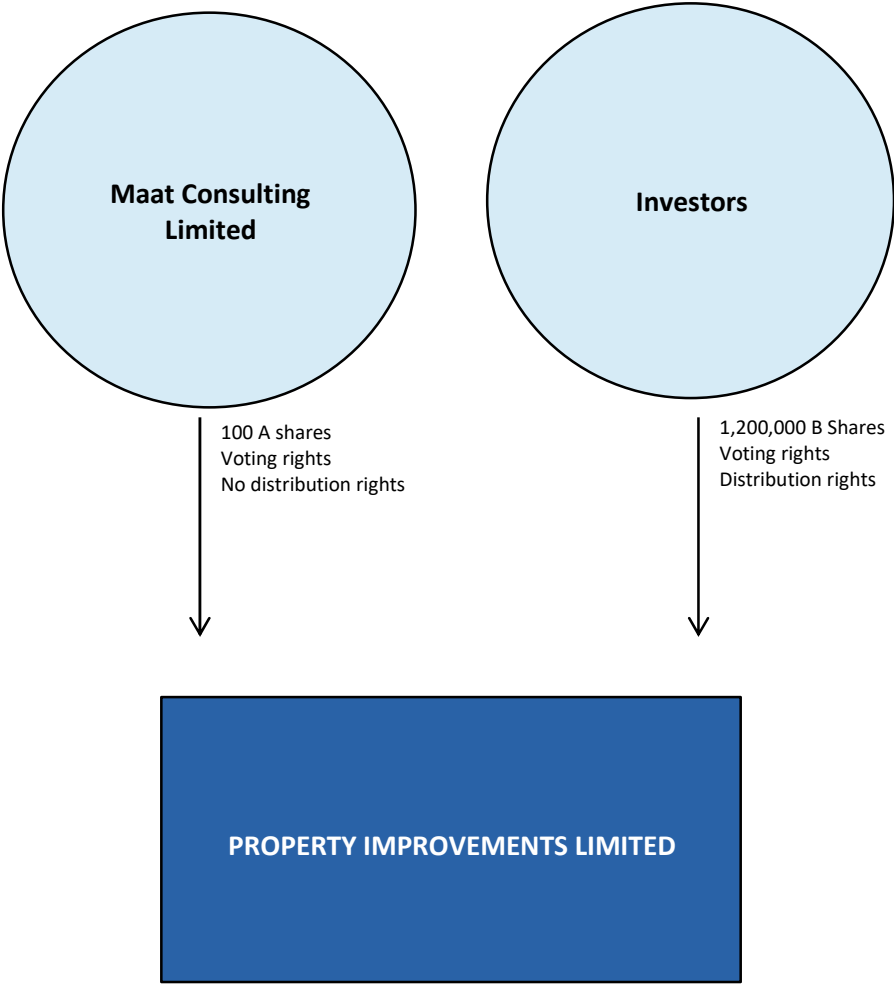 Maat Consulting
Limited
Investors
100 A shares
Voting rights
No distribution rights
1,200,000 B Shares
Voting rights
Distribution rights
PROPERTY IMPROVEMENTS LIMITED